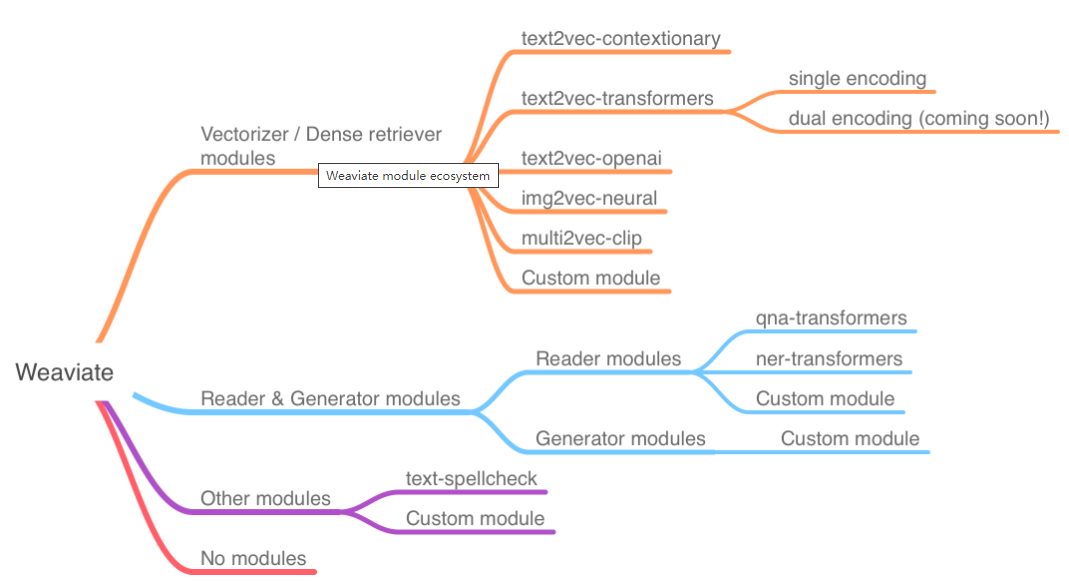 text2vec-contextionary
single encoding
text2vec-transformers
dual encoding (coming soon!)
Vectorizer / Dense retriever
modules
text2vec-openai
Weaviate module ecosystem
img2vec-neural
multi2vec-clip
Custom module
qna-transformers
Reader modules
ner-transformers
Weaviate
Reader & Generator modules
Custom module
Generator modules
Custom module
text-spellcheck
Other modules
Custom module
No modules